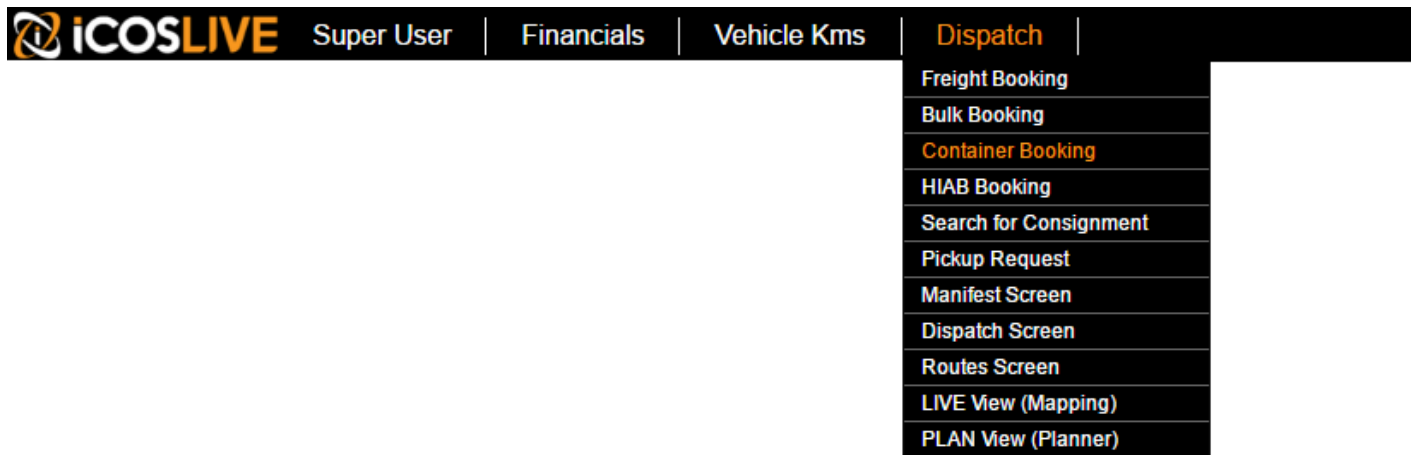 iCOSLIVE Super User Financials Vehicle Kms Dispatch
Freight Booking
Bulk Booking
Container Booking
HIAB Booking
Search for Consignment
Pickup Request
Manifest Screen
Dispatch Screen
Routes Screen
LIVE View (Mapping)
PLAN View (Planner)